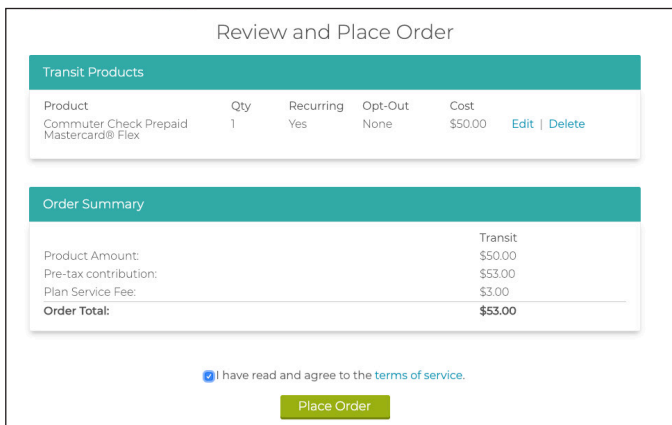 Review and Place Order
Transit Products
Product Qty Recurring Opt-Out Cost
Commuter Check Prepaid 1 Yes None $50.00 Edit | Delete
Mastercard® Flex
Order Summary
Transit
Product Amount: $50.00
Pre-tax contribution: $53.00
Plan Service Fee: $3.00
Order Total: $53.00
I have read and agree to the terms of service.
Place Order